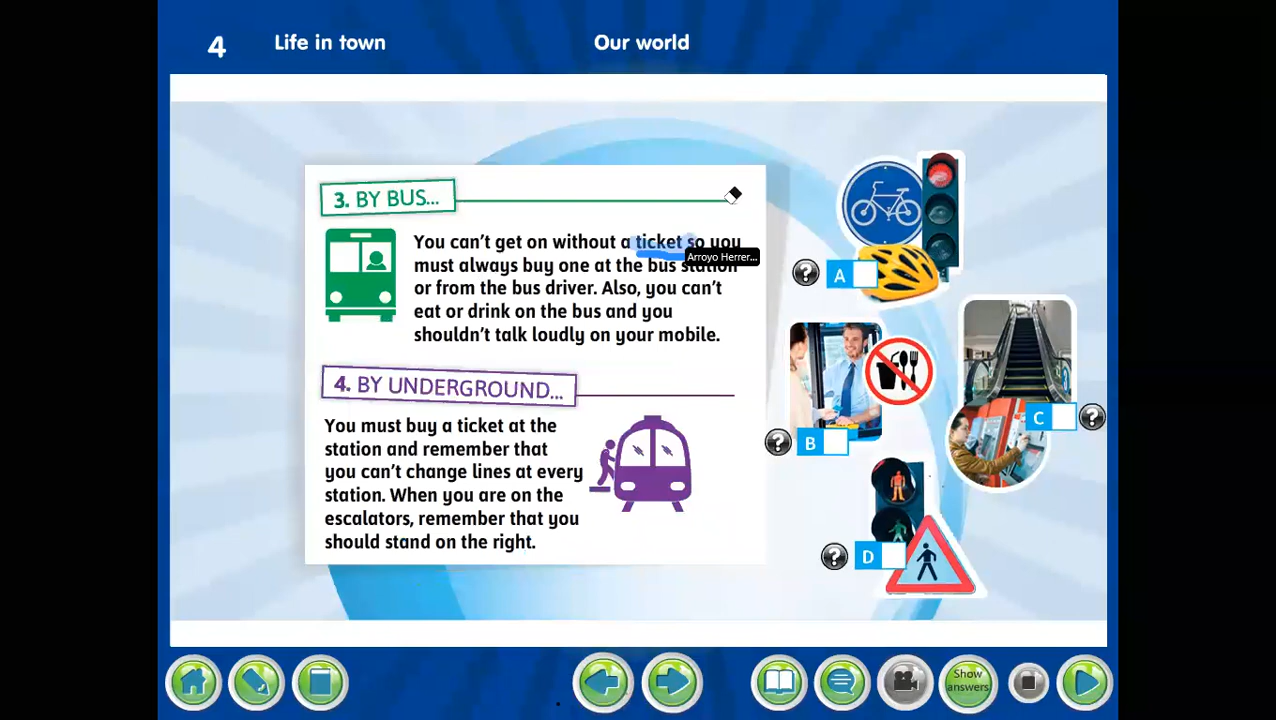 4 Life in town Our world
3. BY BUS...
You can't get on without a ticket so you
must always buy one at the bus station
or from the bus driver. Also, you can't
eat or drink on the bus and you
shouldn't talk loudly on your mobile.
Arroyo Herrer...
4. BY UNDERGROUND...
You must buy a ticket at the
station and remember that
you can't change lines at every
station. When you are on the
escalators, remember that you
should stand on the right.
? A
? B
C ?
? D
Show
answers